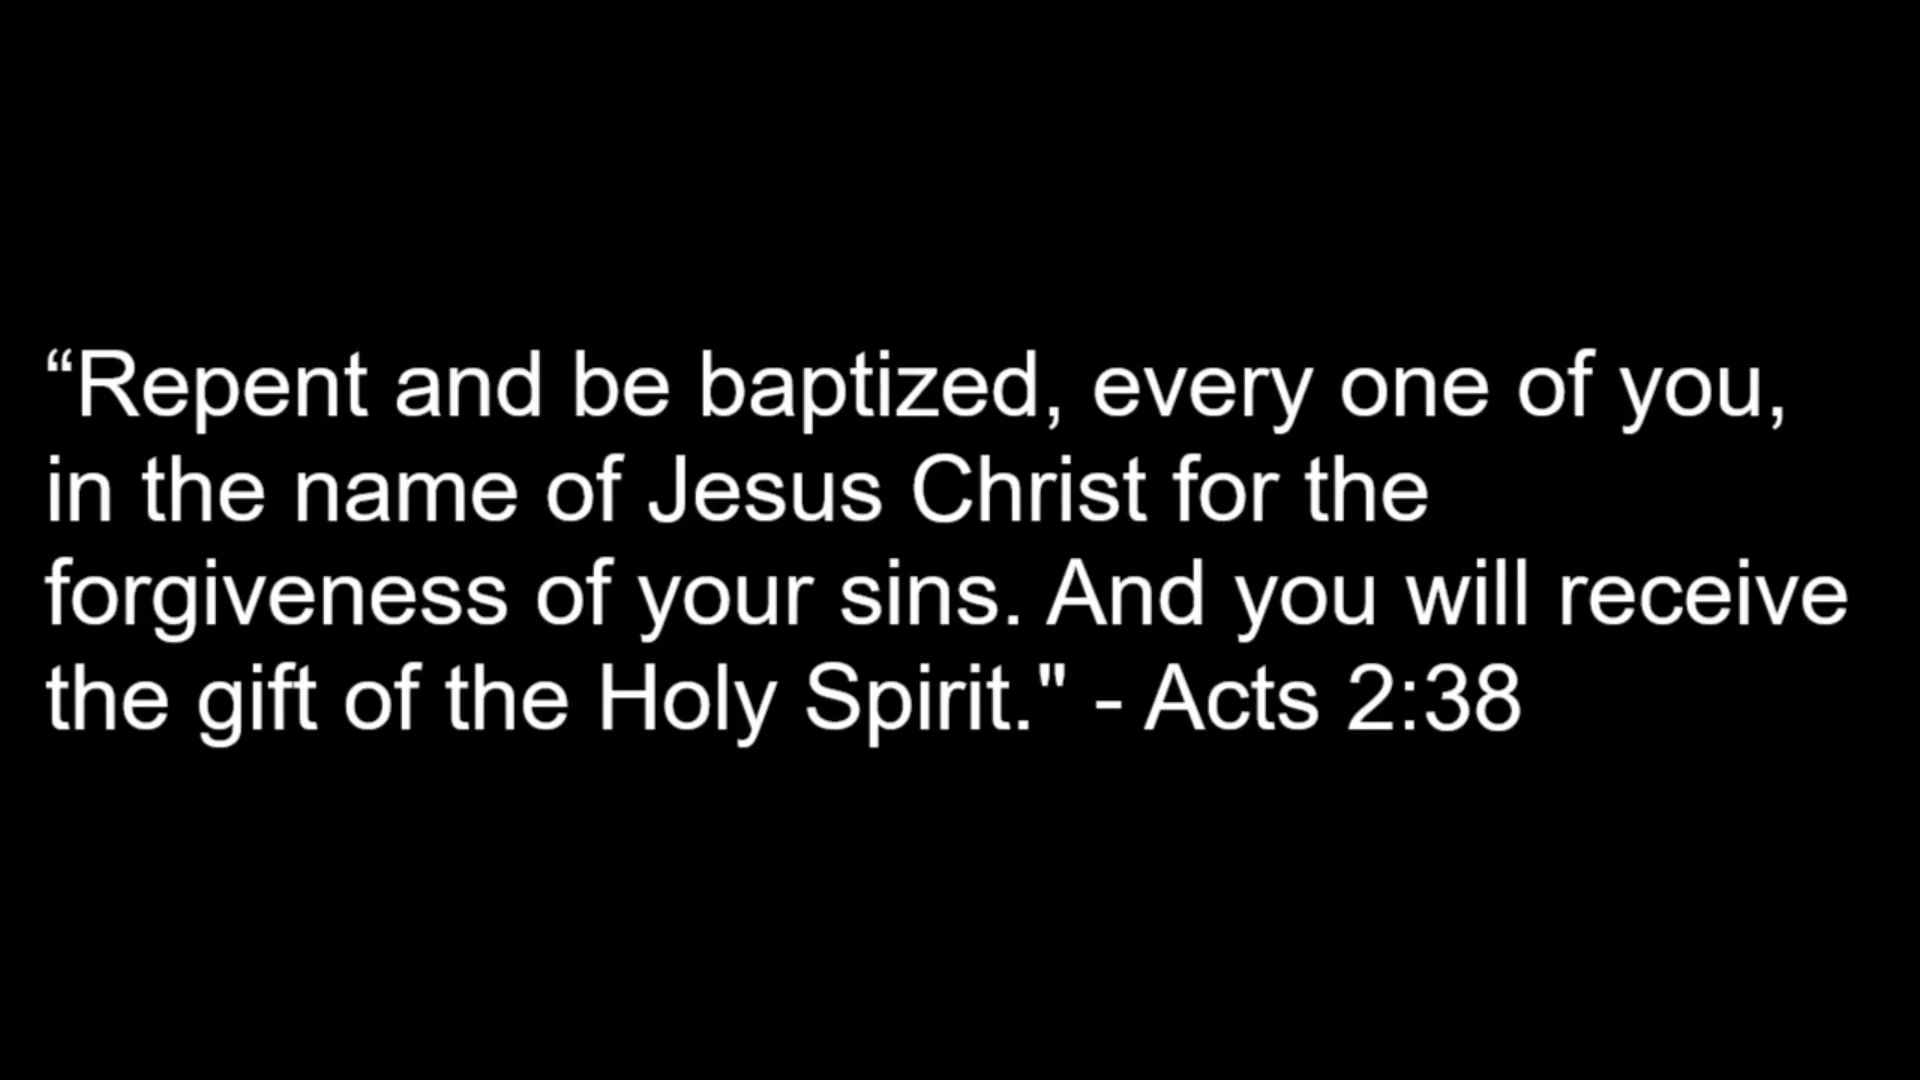 “Repent and be baptized, every one of you,
in the name of Jesus Christ for the
forgiveness of your sins. And you will receive
the gift of the Holy Spirit." - Acts 2:38